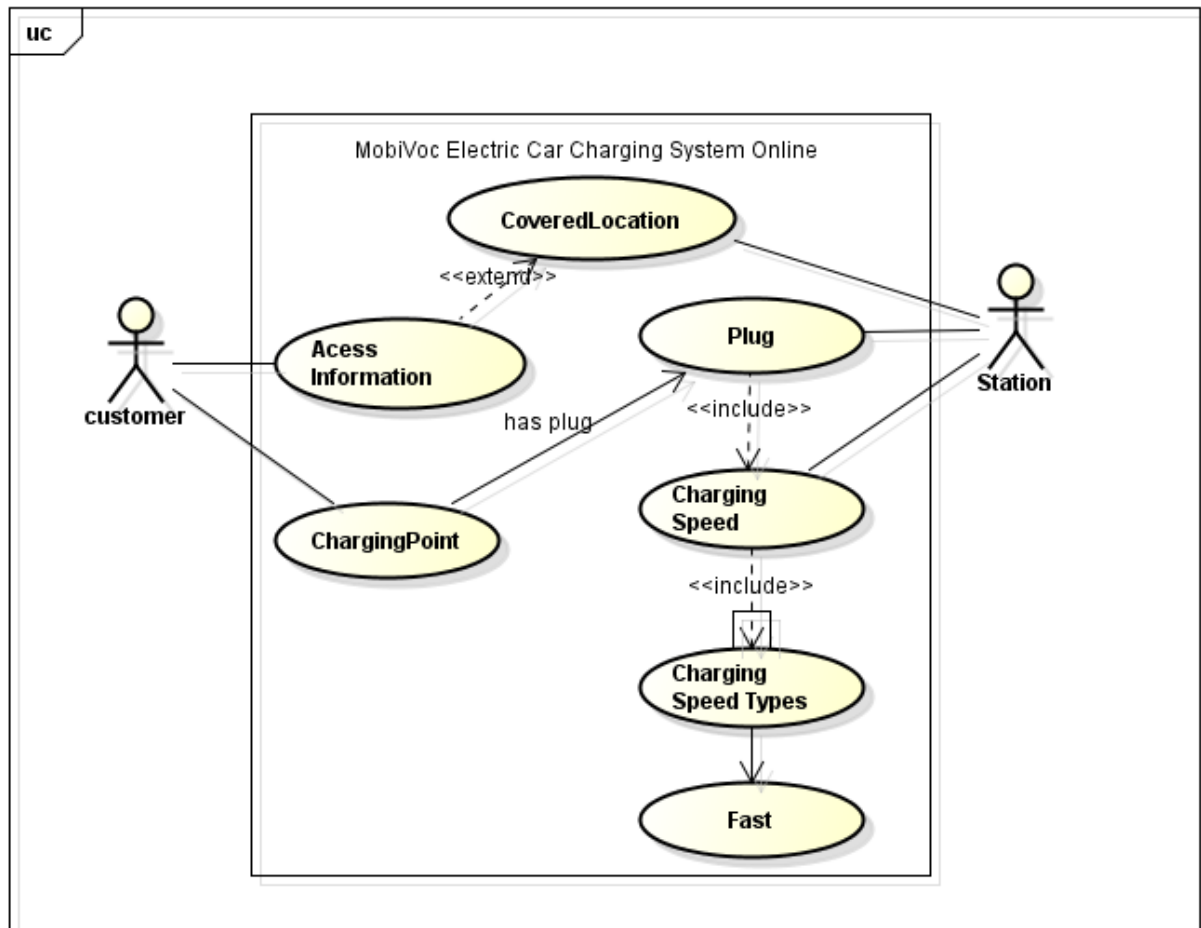 uc
MobiVoc Electric Car Charging System Online
CoveredLocation
<<extend>>
Acess
Information
Plug
customer
Station
has plug
<<include>>
Charging
Speed
ChargingPoint
<<include>>
Charging
Speed Types
Fast